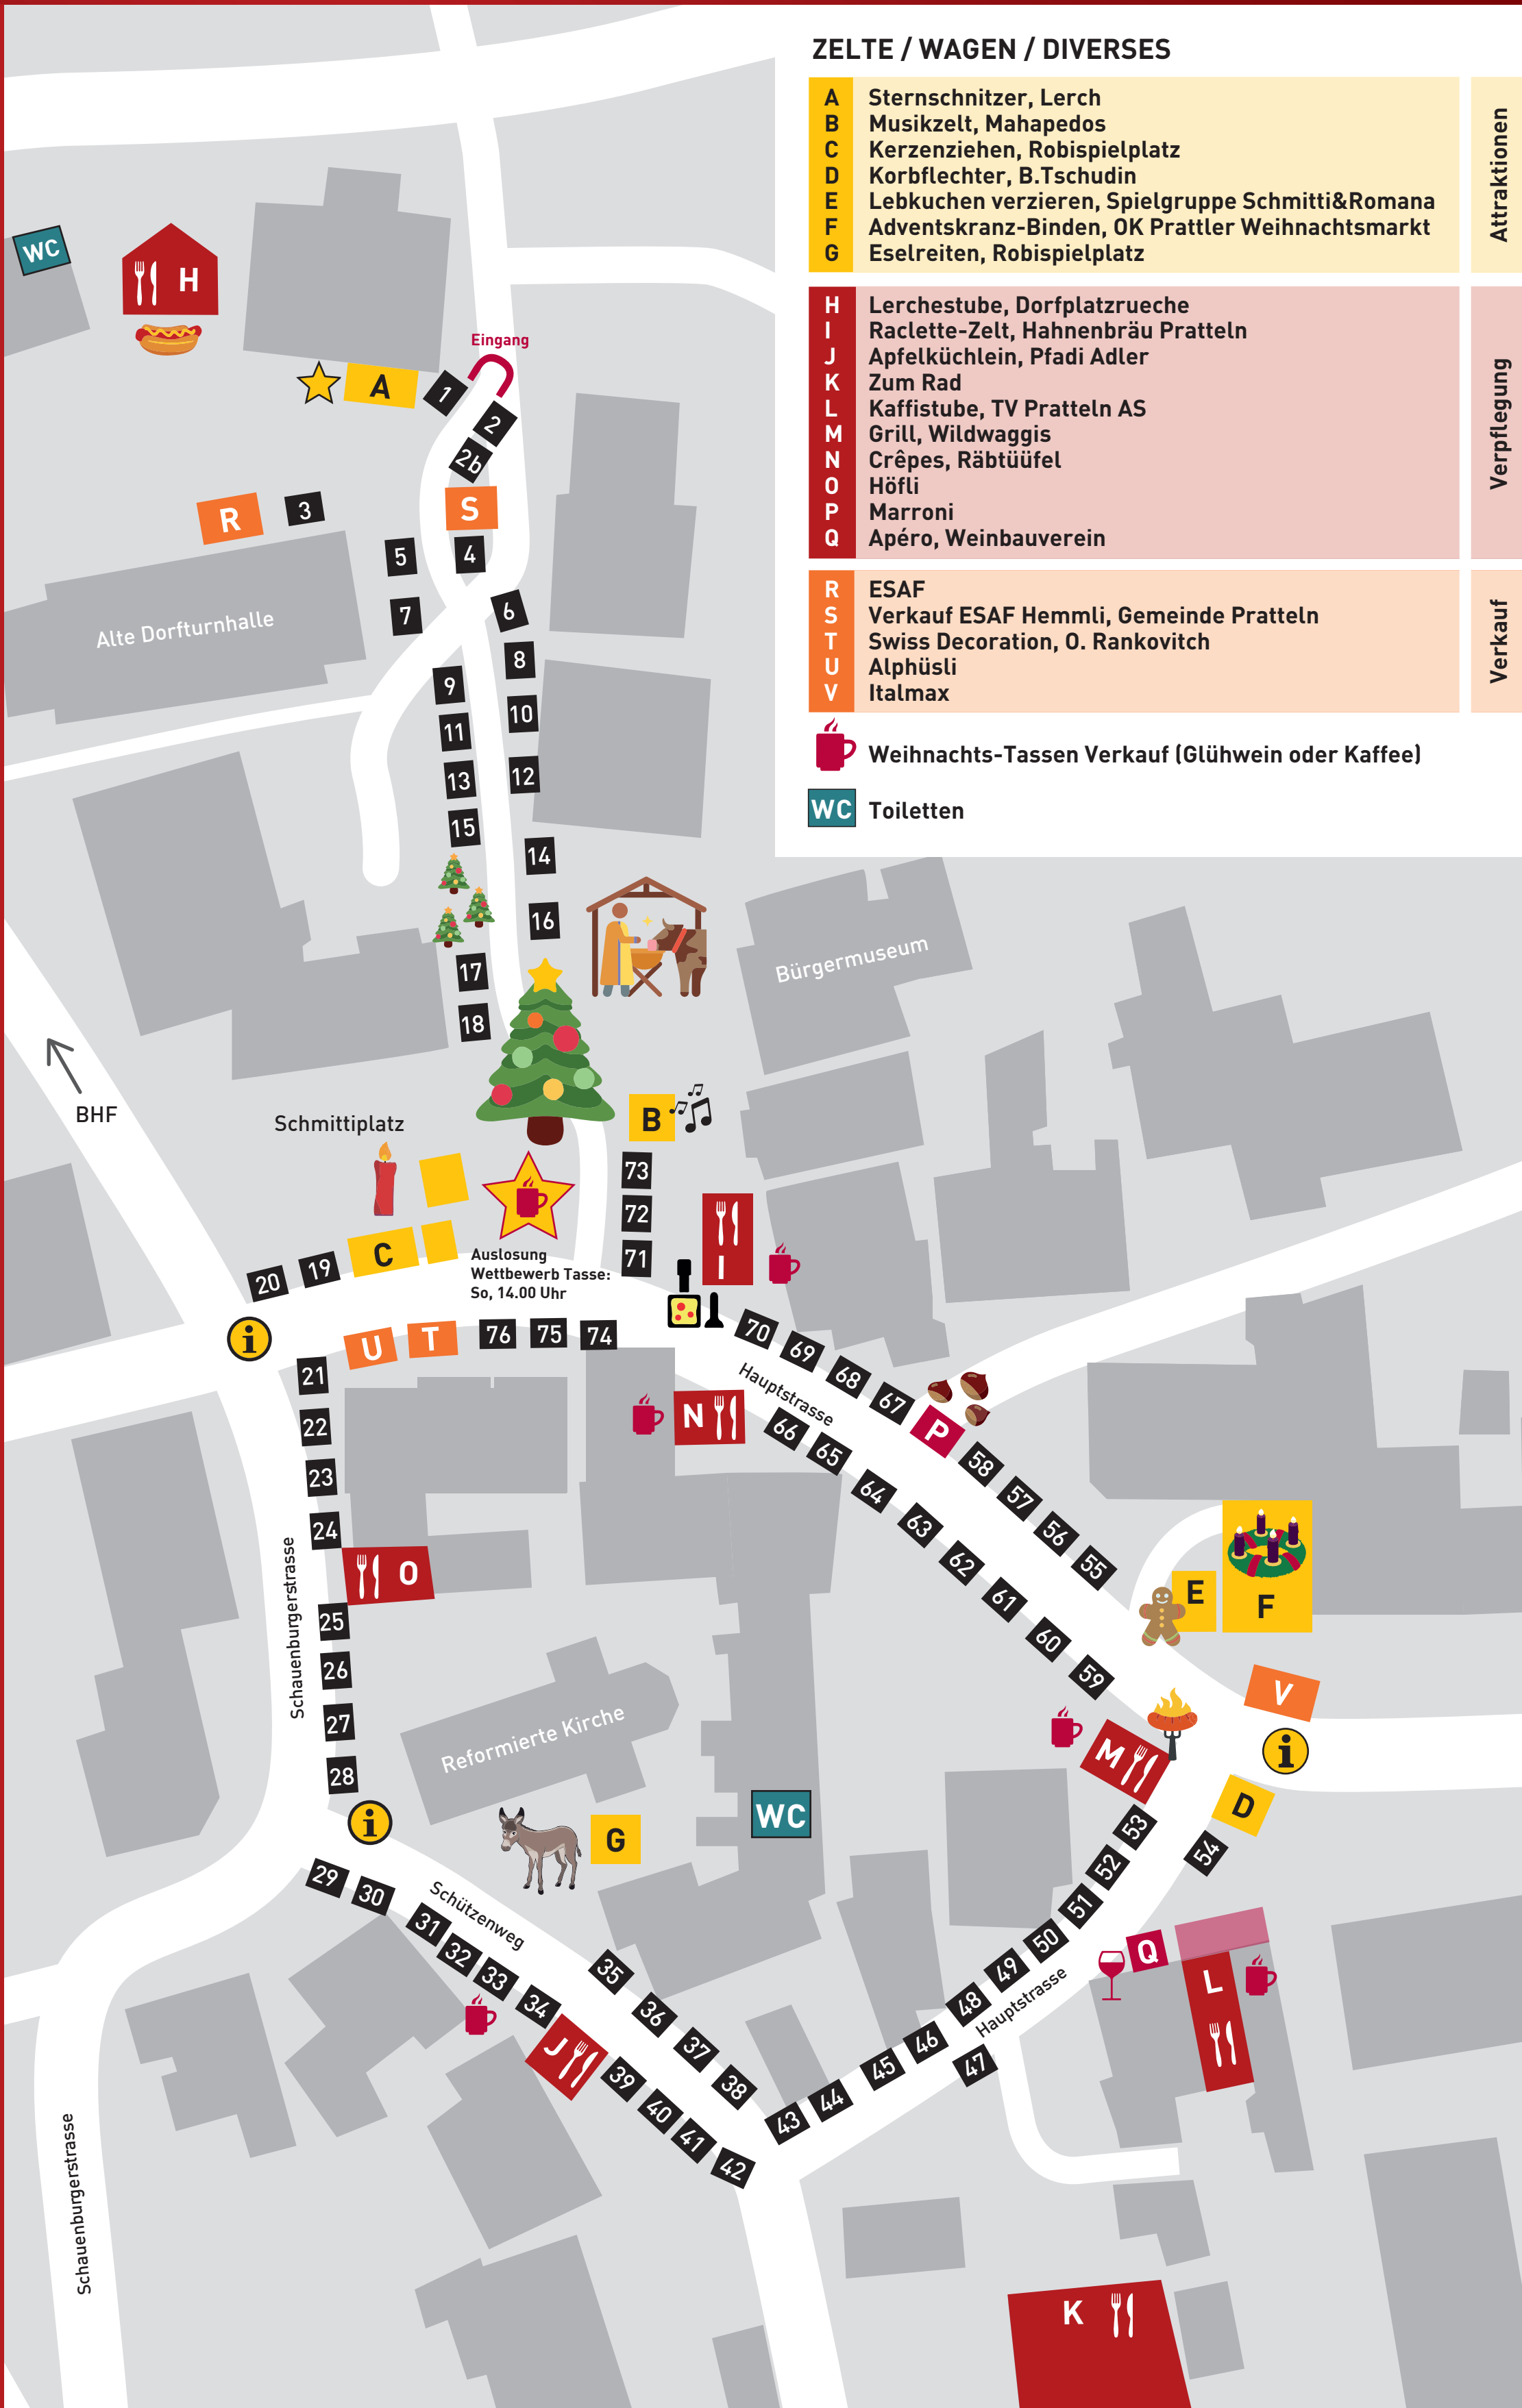 ZELTE / WAGEN / DIVERSES
A Sternschnitzer, Lerch
B Musikzelt, Mahapedos
C Kerzenziehen, Robispielplatz
D Korbflechter, B.Tschudin
E Lebkuchen verzieren, Spielgruppe Schmitti&Romana
F Adventskranz-Binden, OK Prattler Weihnachtsmarkt
G Eselreiten, Robispielplatz
Attraktionen
H Lerchestube, Dorfplatzrueche
I Raclette-Zelt, Hahnenbräu Pratteln
J Apfelküchlein, Pfadi Adler
K Zum Rad
L Kaffistube, TV Pratteln AS
M Grill, Wildwaggis
N Crêpes, Räbtüüfel
O Höfli
P Marroni
Q Apéro, Weinbauverein
Verpflegung
R ESAF
S Verkauf ESAF Hemmli, Gemeinde Pratteln
T Swiss Decoration, O. Rankovitch
U Alphüsli
V Italmax
Verkauf
Weihnachts-Tassen Verkauf (Glühwein oder Kaffee)
WC Toiletten
WC
H
Eingang
A
1
2
2b
R
3
S
5
4
7
6
Alte Dorfturnhalle
8
9
10
11
12
13
15
14
16
Bürgermuseum
17
18
BHF
Schmittiplatz
B
73
72
71
I
C
19
20
Auslosung
Wettbewerb Tasse:
So, 14.00 Uhr
i
U
T
76
75
74
70
69
68
67
P
Hauptstrasse
N
66
65
64
63
62
61
60
59
58
57
56
55
21
22
23
24
O
25
26
27
28
Schauenburgerstrasse
E
F
V
i
M
D
Reformierte Kirche
WC
G
i
53
54
52
51
50
49
48
Hauptstrasse
47
46
45
44
43
Q
L
29
30
31
32
33
34
Schützenweg
35
36
37
38
J
39
40
41
42
Schauenburgerstrasse
K